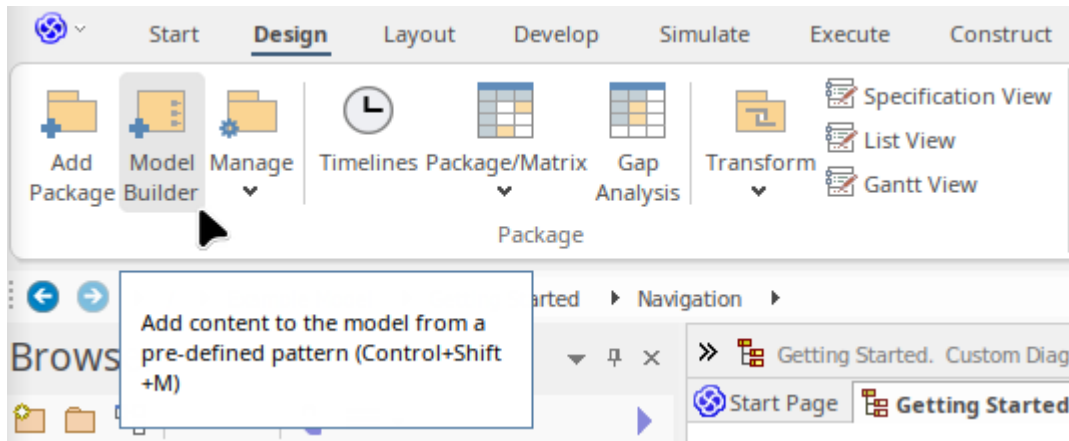 Start Design Layout Develop Simulate Execute Construct
Add Package
Model Builder
Manage
Timelines
Package/Matrix
Gap Analysis
Transform
Specification View
List View
Gantt View
Package
arted Navigation
Add content to the model from a
pre-defined pattern (Control+Shift
+M)
Brows
Getting Started. Custom Diag
Start Page Getting Started